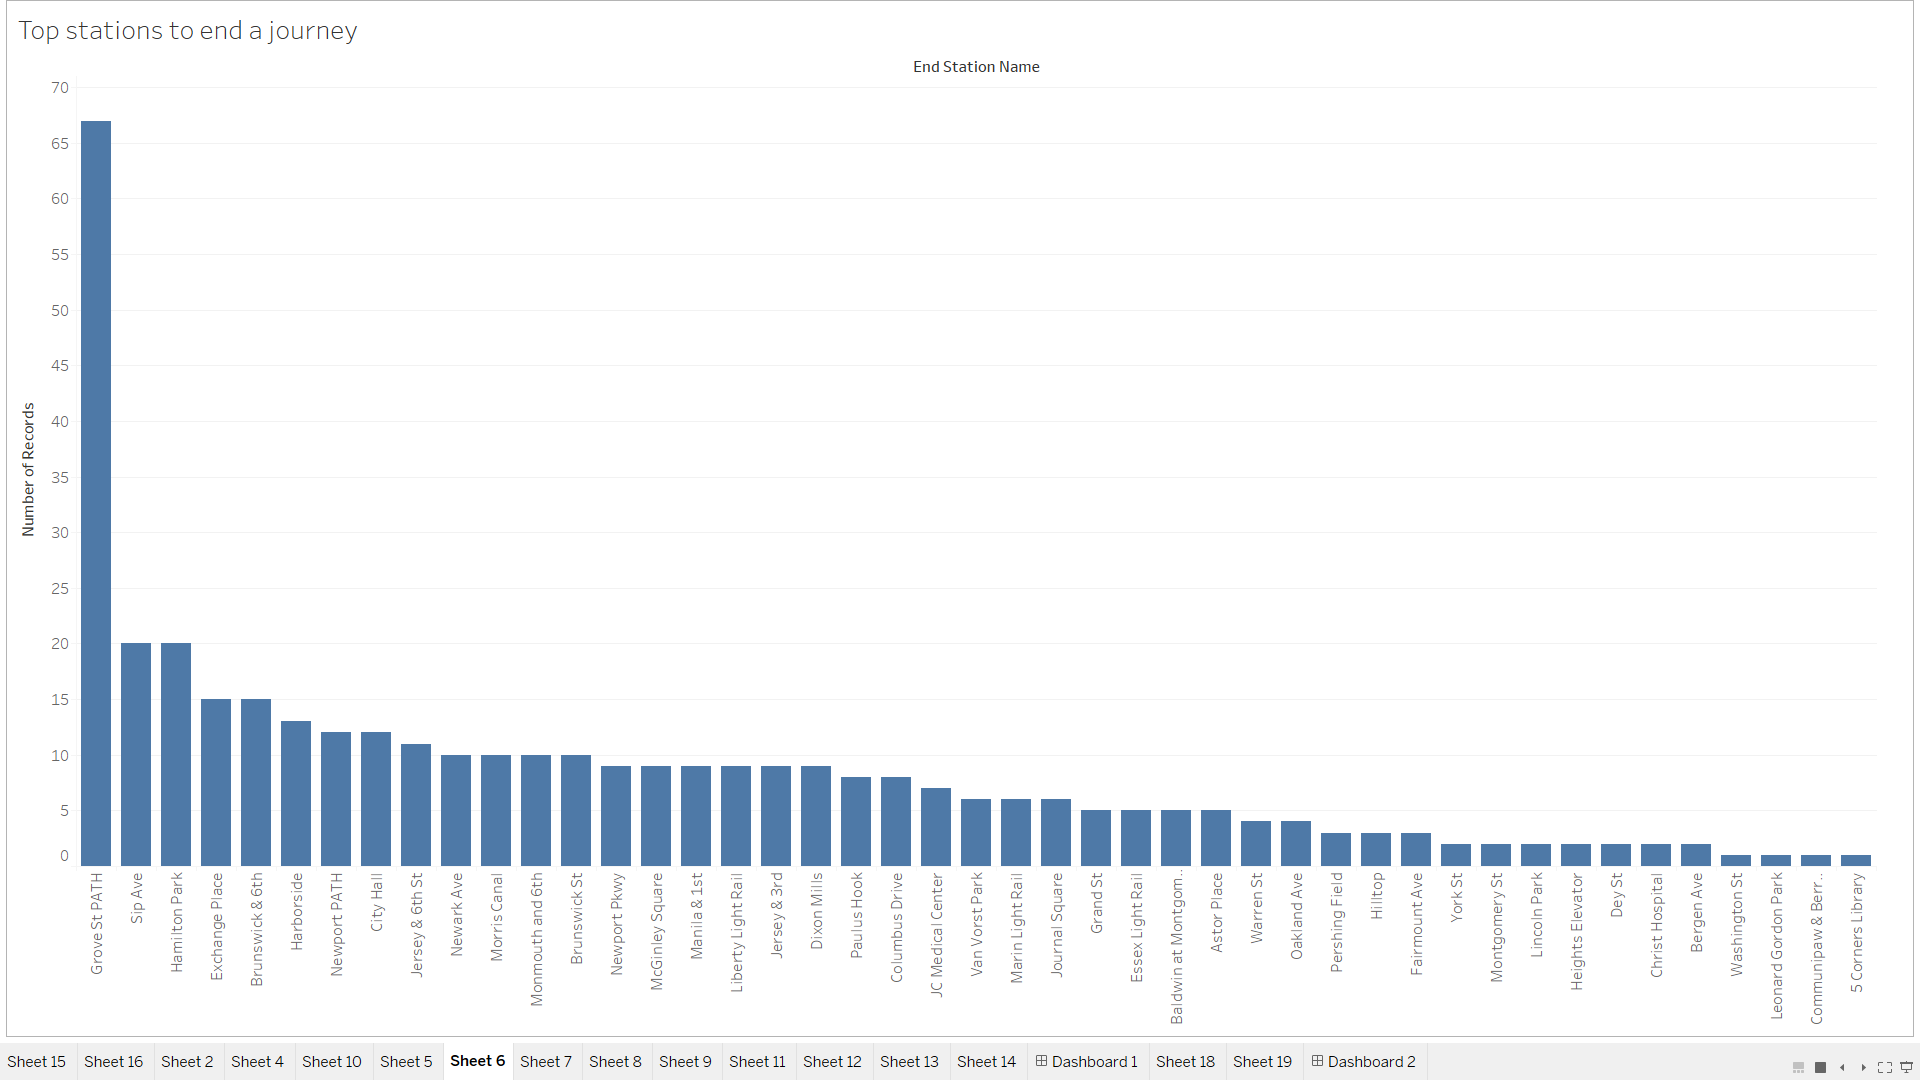 Top stations to end a journey
End Station Name
70
65
60
55
50
45
40
35
30
25
20
15
10
5
0
Number of Records
Grove St PATH
Sip Ave
Hamilton Park
Exchange Place
Brunswick & 6th
Harborside
Newport PATH
City Hall
Jersey & 6th St
Newark Ave
Morris Canal
Monmouth and 6th
Brunswick St
Newport Pkwy
McGinley Square
Manila & 1st
Liberty Light Rail
Jersey & 3rd
Dixon Mills
Paulus Hook
Columbus Drive
JC Medical Center
Van Vorst Park
Marin Light Rail
Journal Square
Grand St
Essex Light Rail
Baldwin at Montgom..
Astor Place
Warren St
Oakland Ave
Pershing Field
Hilltop
Fairmount Ave
York St
Montgomery St
Lincoln Park
Heights Elevator
Dey St
Christ Hospital
Bergen Ave
Washington St
Leonard Gordon Park
Communipaw & Berr..
5 Corners Library
Sheet 15 Sheet 16 Sheet 2 Sheet 4 Sheet 10 Sheet 5 Sheet 6 Sheet 7 Sheet 8 Sheet 9 Sheet 11 Sheet 12 Sheet 13 Sheet 14 Dashboard 1 Sheet 18 Sheet 19 Dashboard 2